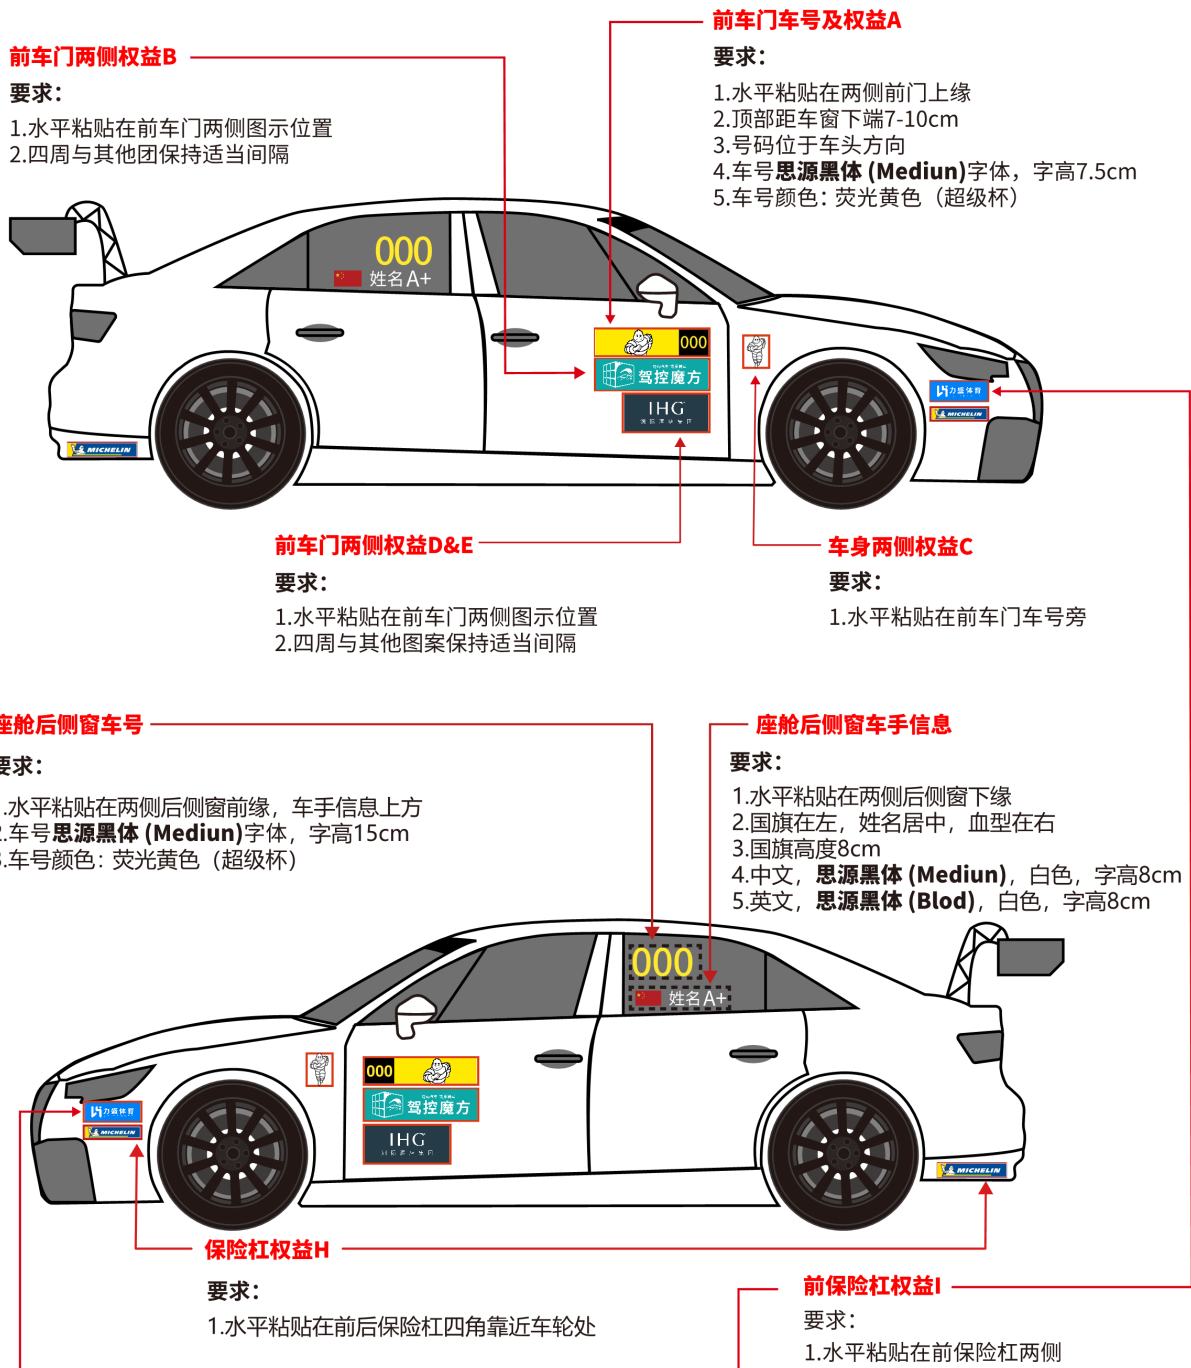 前车门车号及权益A
要求：
1.水平粘贴在两侧前门上缘
2.顶部距车窗下端7-10cm
3.号码位于车头方向
4.车号思源黑体 (Mediun)字体，字高7.5cm
5.车号颜色：荧光黄色（超级杯）
前车门两侧权益B
要求：
1.水平粘贴在前车门两侧图示位置
2.四周与其他团保持适当间隔
000
姓名 A+
000
驾控魔方
IHG
力盛体育
MICHELIN
MICHELIN
前车门两侧权益D&E
要求：
1.水平粘贴在前车门两侧图示位置
2.四周与其他图案保持适当间隔
车身两侧权益C
要求：
1.水平粘贴在前车门车号旁
座舱后侧窗车号
要求：
1.水平粘贴在两侧后侧窗前缘，车手信息上方
2.车号思源黑体 (Mediun)字体，字高15cm
3.车号颜色：荧光黄色（超级杯）
座舱后侧窗车手信息
要求：
1.水平粘贴在两侧后侧窗下缘
2.国旗在左，姓名居中，血型在右
3.国旗高度8cm
4.中文，思源黑体 (Mediun)，白色，字高8cm
5.英文，思源黑体 (Blod)，白色，字高8cm
000
姓名 A+
000
驾控魔方
IHG
力盛体育
MICHELIN
MICHELIN
保险杠权益H
要求：
1.水平粘贴在前后保险杠四角靠近车轮处
前保险杠权益I
要求：
1.水平粘贴在前保险杠两侧